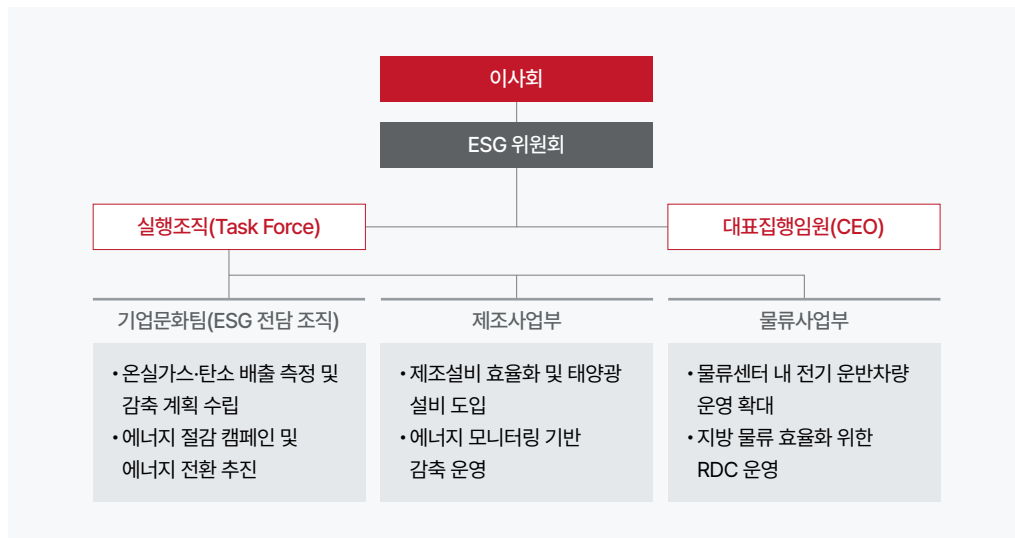 이사회
ESG 위원회
실행조직(Task Force)
대표집행임원(CEO)
기업문화팀(ESG 전담 조직)
• 온실가스·탄소 배출 측정 및
감축 계획 수립
• 에너지 절감 캠페인 및
에너지 전환 추진
제조사업부
• 제조설비 효율화 및 태양광
설비 도입
• 에너지 모니터링 기반
감축 운영
물류사업부
• 물류센터 내 전기 운반차량
운영 확대
• 지방 물류 효율화 위한
RDC 운영